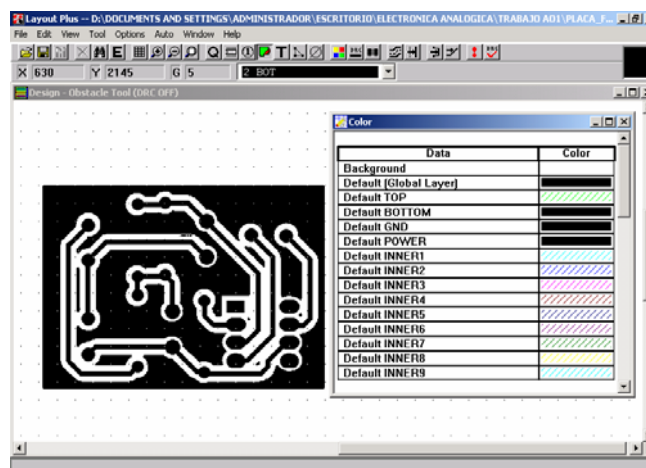 Layout Plus -- D:\DOCUMENTS AND SETTINGS\ADMINISTRADOR\ESCRITORIO\ELECTRONICA ANALOGICA\TRABAJO A01\PLACA_F...
File Edit View Tool Options Auto Window Help
X 630 Y 2145 G 5 2 BOT
Design - Obstacle Tool (DRC OFF)
Color
Data Color
Background
Default [Global Layer]
Default TOP
Default BOTTOM
Default GND
Default POWER
Default INNER1
Default INNER2
Default INNER3
Default INNER4
Default INNER5
Default INNER6
Default INNER7
Default INNER8
Default INNER9